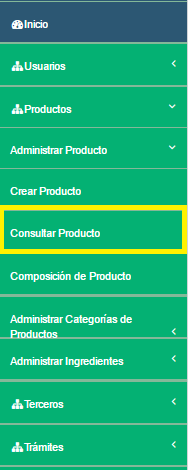 Inicio
Usuarios
Productos
Administrar Producto
Crear Producto
Consultar Producto
Composición de Producto
Administrar Categorías de
Productos
Administrar Ingredientes
Terceros
Trámites